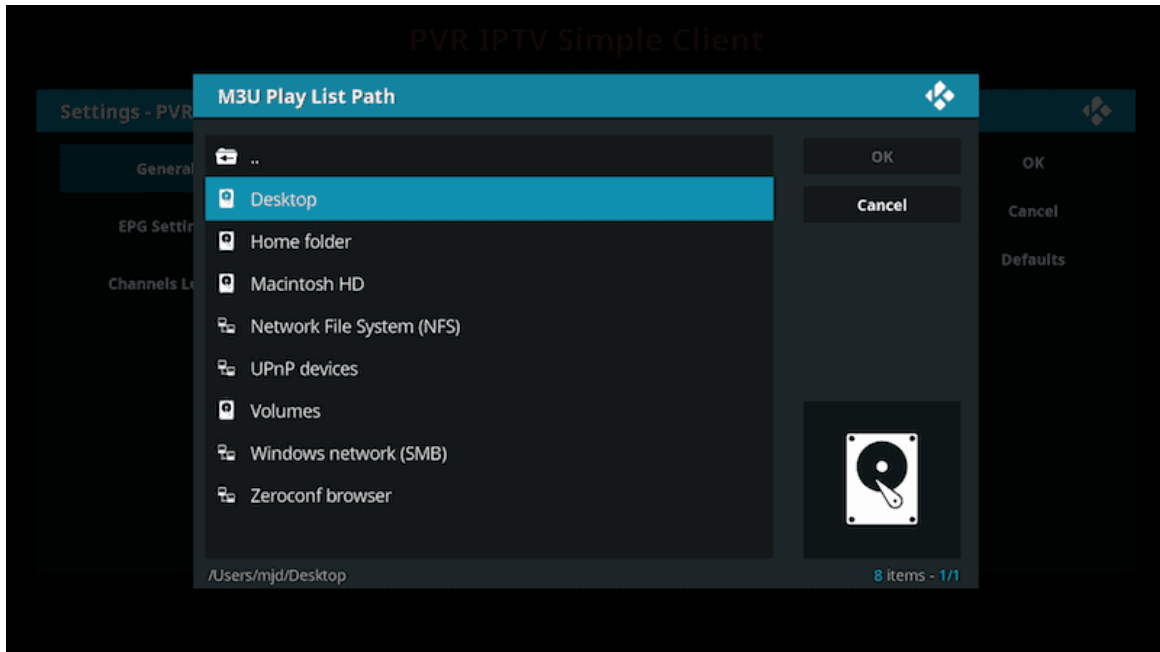 PVR IPTV Simple Client
Settings - PVR
M3U Play List Path
General
EPG Settin
Channels Lo
..
Desktop
Home folder
Macintosh HD
Network File System (NFS)
UPnP devices
Volumes
Windows network (SMB)
Zeroconf browser
OK
Cancel
OK
Cancel
Defaults
/Users/mjd/Desktop
8 items - 1/1